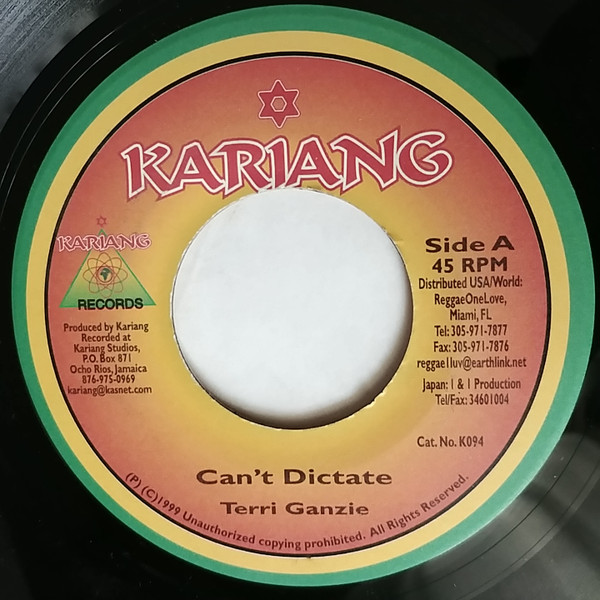 KARIANG
KARIANG
RECORDS
Produced by Kariang
Recorded at
Kariang Studios,
P.O. Box 871
Ocho Rios, Jamaica
876-975-0969
kariang@kasnet.com
Side A
45 RPM
Distributed USA/World:
ReggaeOneLove,
Miami, FL
Tel: 305-971-7877
Fax: 305-971-7876
reggae1luv@earthlink.net
Japan: 1 & 1 Production
Tel/Fax: 34601004
Cat. No. K094
Can't Dictate
Terri Ganzie
(P) (C)1999 Unauthorized copying prohibited. All Rights Reserved.